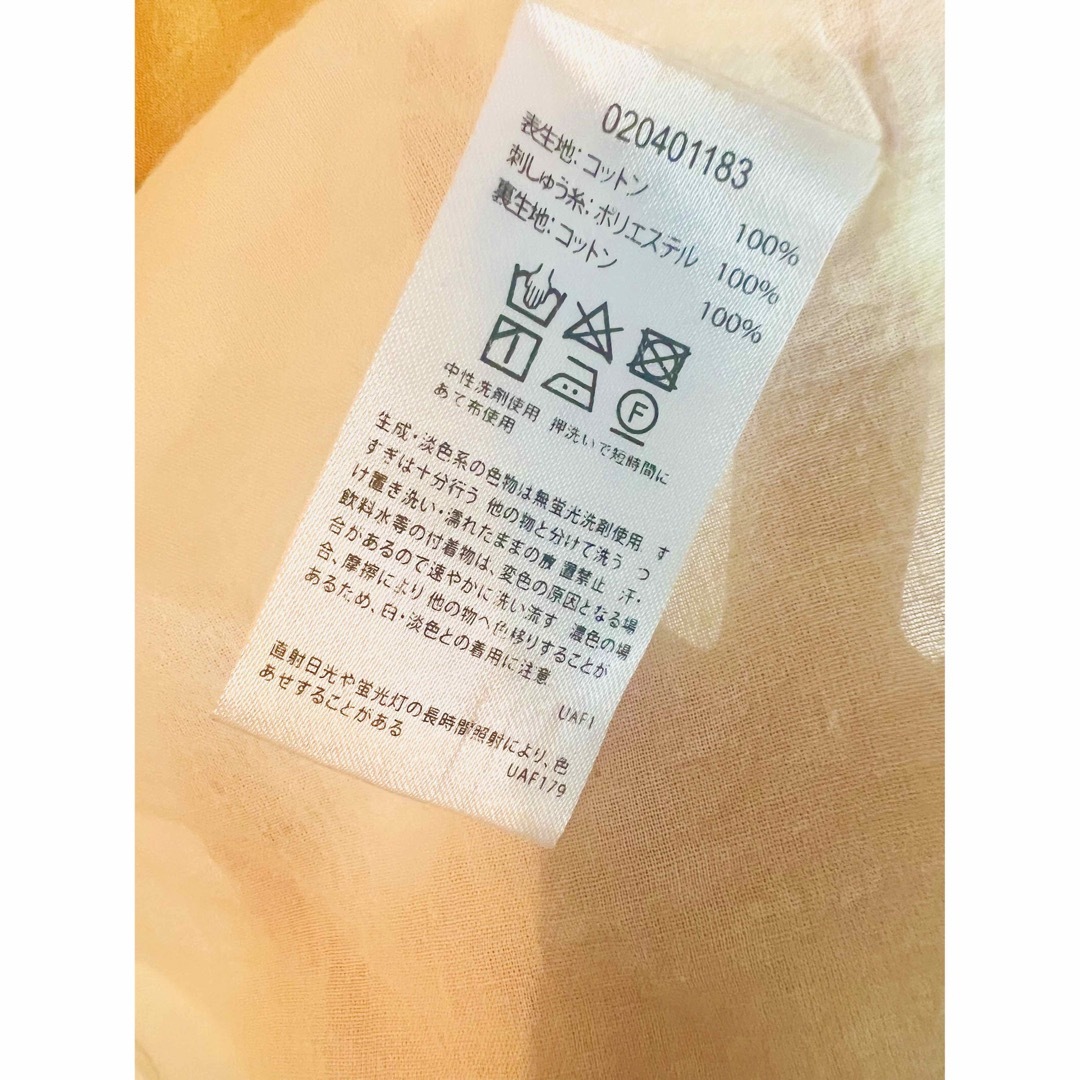 020401183
表生地:コットン 100%
刺しゅう糸:ポリエステル 100%
裏生地:コットン 100%
F
中性洗剤使用 押洗いで短時間に
あて布使用
生成・淡色系の色物は無蛍光洗剤使用 す
すぎは十分行う 他の物と分けて洗う つ
け置き洗い・濡れたままの放置禁止 汗・
飲料水等の付着物は、変色の原因となる場
合があるので速やかに洗い流す 濃色の場
合、摩擦により他の物へ色移りすることが
あるため、白・淡色との着用に注意
UAF1
直射日光や蛍光灯の長時間照射により、色
あせすることがある
UAF179